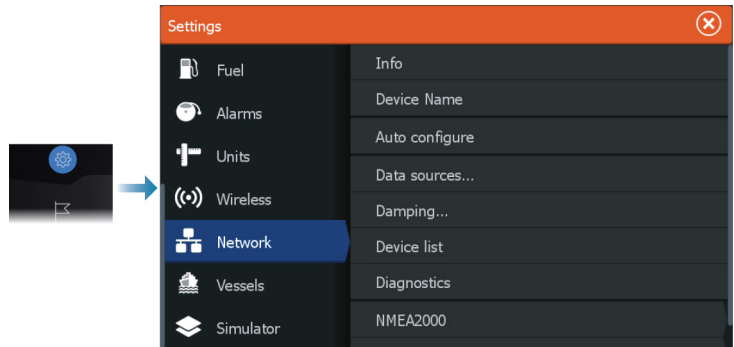 Settings
Fuel
Alarms
Units
Wireless
Network
Vessels
Simulator
Info
Device Name
Auto configure
Data sources...
Damping...
Device list
Diagnostics
NMEA2000